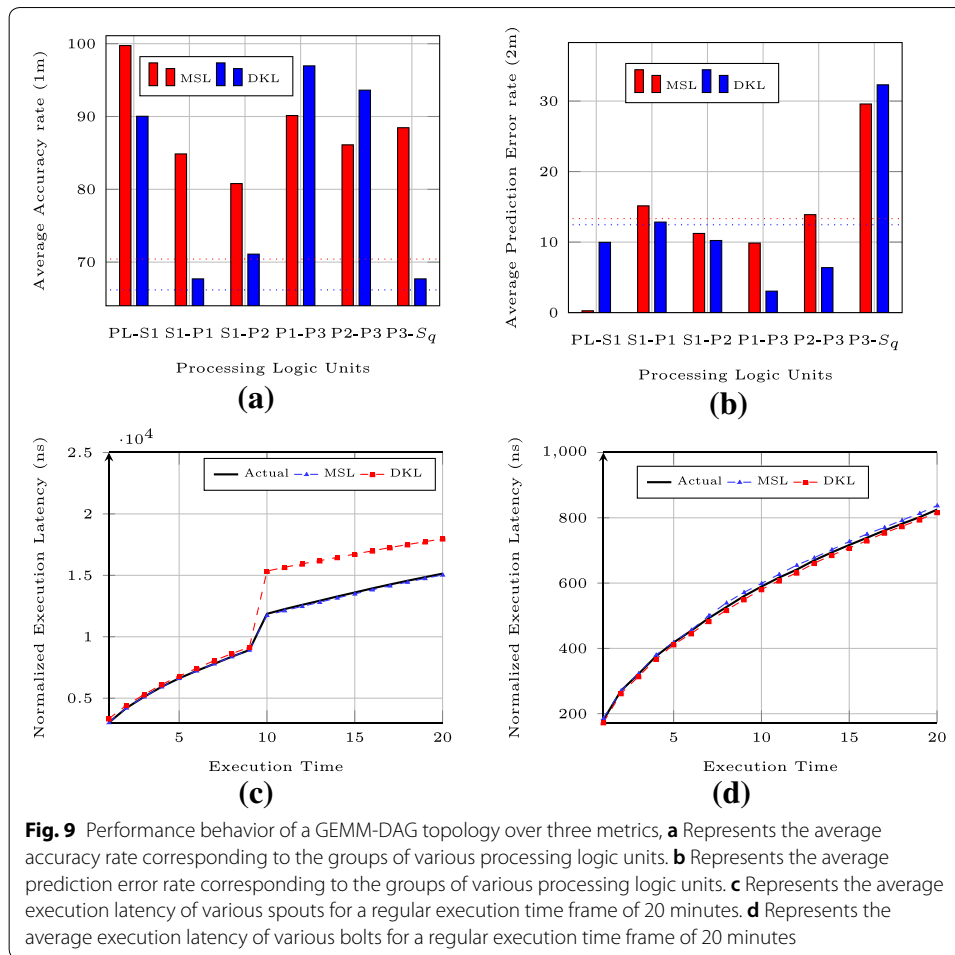 Average Accuracy rate (1m)
100
90
80
70
MSL DKL
PL-S1 S1-P1 S1-P2 P1-P3 P2-P3 P3-Sq
Processing Logic Units
(a)
Average Prediction Error rate (2m)
30
20
10
0
MSL DKL
PL-S1 S1-P1 S1-P2 P1-P3 P2-P3 P3-Sq
Processing Logic Units
(b)
Normalized Execution Latency (ns)
·10⁴
2.5
2
1.5
1
0.5
Actual MSL DKL
5 10 15 20
Execution Time
(c)
Normalized Execution Latency (ns)
1,000
800
600
400
200
Actual MSL DKL
5 10 15 20
Execution Time
(d)
Fig. 9 Performance behavior of a GEMM-DAG topology over three metrics, a Represents the average
accuracy rate corresponding to the groups of various processing logic units. b Represents the average
prediction error rate corresponding to the groups of various processing logic units. c Represents the average
execution latency of various spouts for a regular execution time frame of 20 minutes. d Represents the
average execution latency of various bolts for a regular execution time frame of 20 minutes